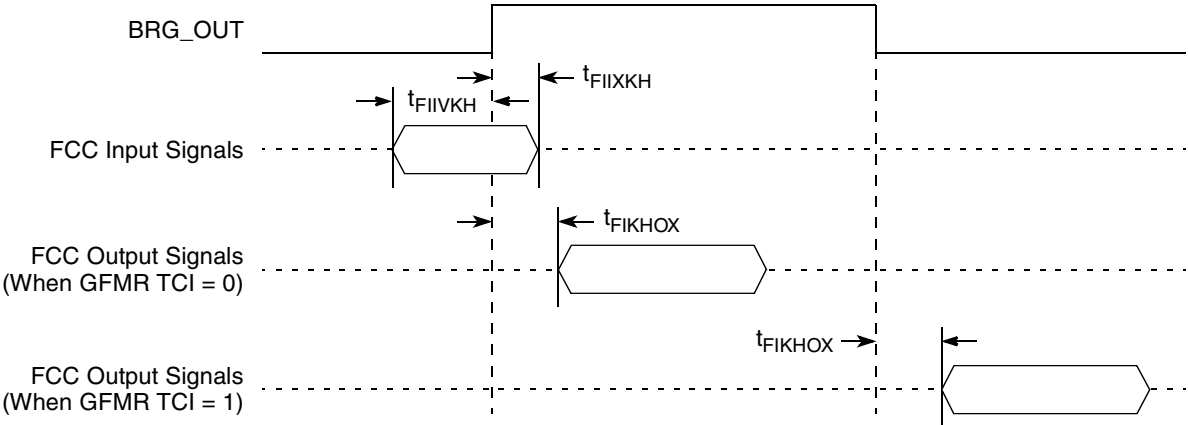 BRG_OUT
tFIIXKH
tFIIVKH
FCC Input Signals
tFIKHOX
FCC Output Signals
(When GFMR TCI = 0)
tFIKHOX
FCC Output Signals
(When GFMR TCI = 1)